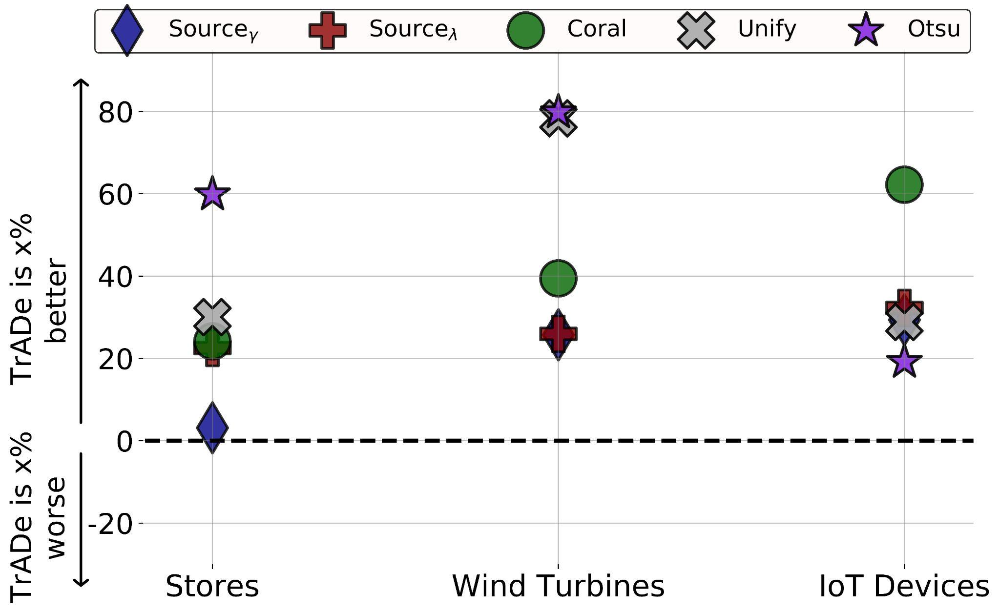 Sourceγ Sourceλ Coral Unify Otsu
TrADe is x%
better
TrADe is x%
worse
80
60
40
20
0
-20
Stores Wind Turbines IoT Devices